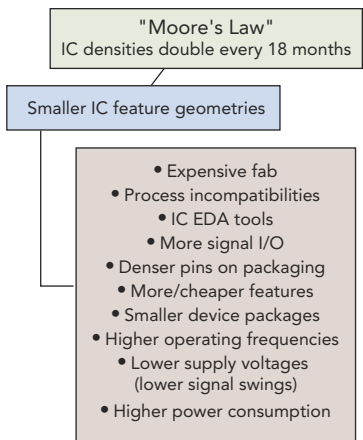 "Moore's Law"
IC densities double every 18 months
Smaller IC feature geometries
• Expensive fab
• Process incompatibilities
• IC EDA tools
• More signal I/O
• Denser pins on packaging
• More/cheaper features
• Smaller device packages
• Higher operating frequencies
• Lower supply voltages
(lower signal swings)
• Higher power consumption